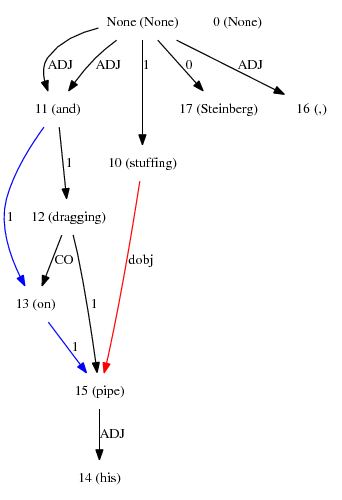 None (None) 0 (None)
ADJ ADJ 1 0 ADJ
11 (and) 17 (Steinberg) 16 (,)
1 10 (stuffing)
1 12 (dragging)
CO dobj
13 (on) 1
1
15 (pipe)
ADJ
14 (his)